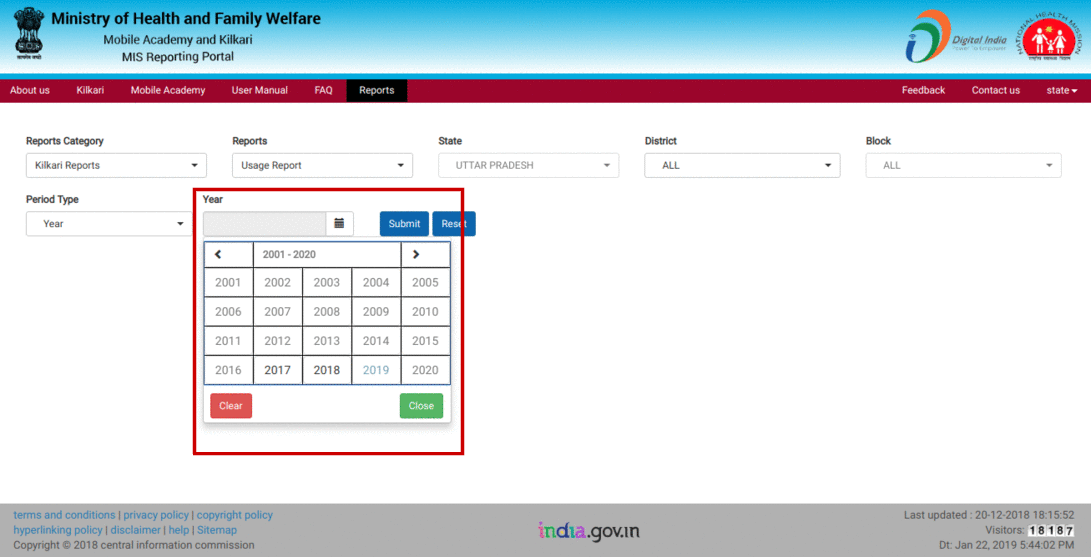 Ministry of Health and Family Welfare
Mobile Academy and Kilkari
MIS Reporting Portal
Digital India
Power To Empower
NATIONAL HEALTH MISSION
About us Kilkari Mobile Academy User Manual FAQ Reports Feedback Contact us state
Reports Category Reports State District Block
Kilkari Reports Usage Report UTTAR PRADESH ALL ALL
Period Type Year
Year Submit Reset
2001 - 2020
2001 2002 2003 2004 2005
2006 2007 2008 2009 2010
2011 2012 2013 2014 2015
2016 2017 2018 2019 2020
Clear Close
terms and conditions | privacy policy | copyright policy
hyperlinking policy | disclaimer | help | Sitemap
Copyright © 2018 central information commission
india.gov.in
Last updated : 20-12-2018 18:15:52
Visitors: 18187
Dt: Jan 22, 2019 5:44:02 PM